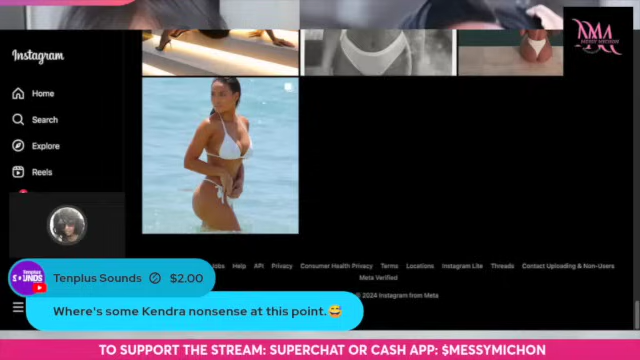 Instagram
Home
Search
Explore
Reels
Jobs Help API Privacy Consumer Health Privacy Terms Locations Instagram Lite Threads Contact Uploading & Non-Users
Meta Verified
© 2024 Instagram from Meta
Tenplus Sounds $2.00
Where's some Kendra nonsense at this point.😅
TO SUPPORT THE STREAM: SUPERCHAT OR CASH APP: $MESSYMICHON